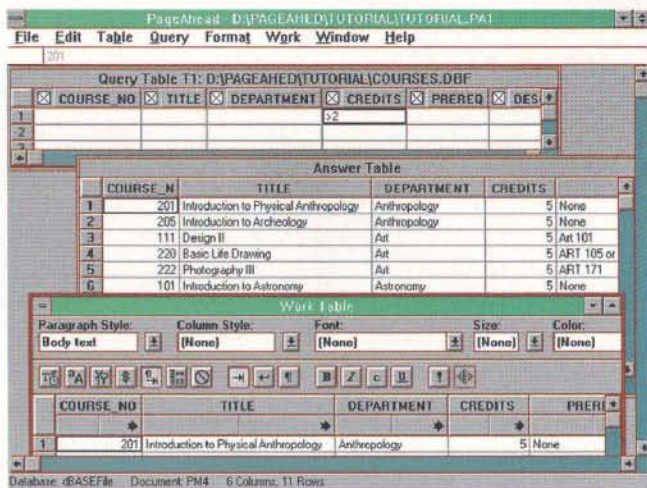 PageAhead - D:\PAGEAHED\TUTORIAL\TUTORIAL.PA1
File Edit Table Query Format Work Window Help
201
Query Table T1: D:\PAGEAHED\TUTORIAL\COURSES.DBF
COURSE_NO TITLE DEPARTMENT CREDITS PREREQ DES
1 >2
2
3
Answer Table
COURSE_N TITLE DEPARTMENT CREDITS
1 201 Introduction to Physical Anthropology Anthropology 5 None
2 205 Introduction to Archeology Anthropology 5 None
3 111 Design II Art 5 Art 101
4 220 Basic Life Drawing Art 5 ART 105 or
5 222 Photography III Art 5 ART 171
6 101 Introduction to Astronomy Astronomy 5 None
Work Table
Paragraph Style: Column Style: Font: Size: Color:
Body text (None) (None) (None) (None)
B I c U
COURSE_NO TITLE DEPARTMENT CREDITS PRERE
1 201 Introduction to Physical Anthropology Anthropology 5 None
Database: dBASEFile Document: PM4 6 Columns, 11 Rows